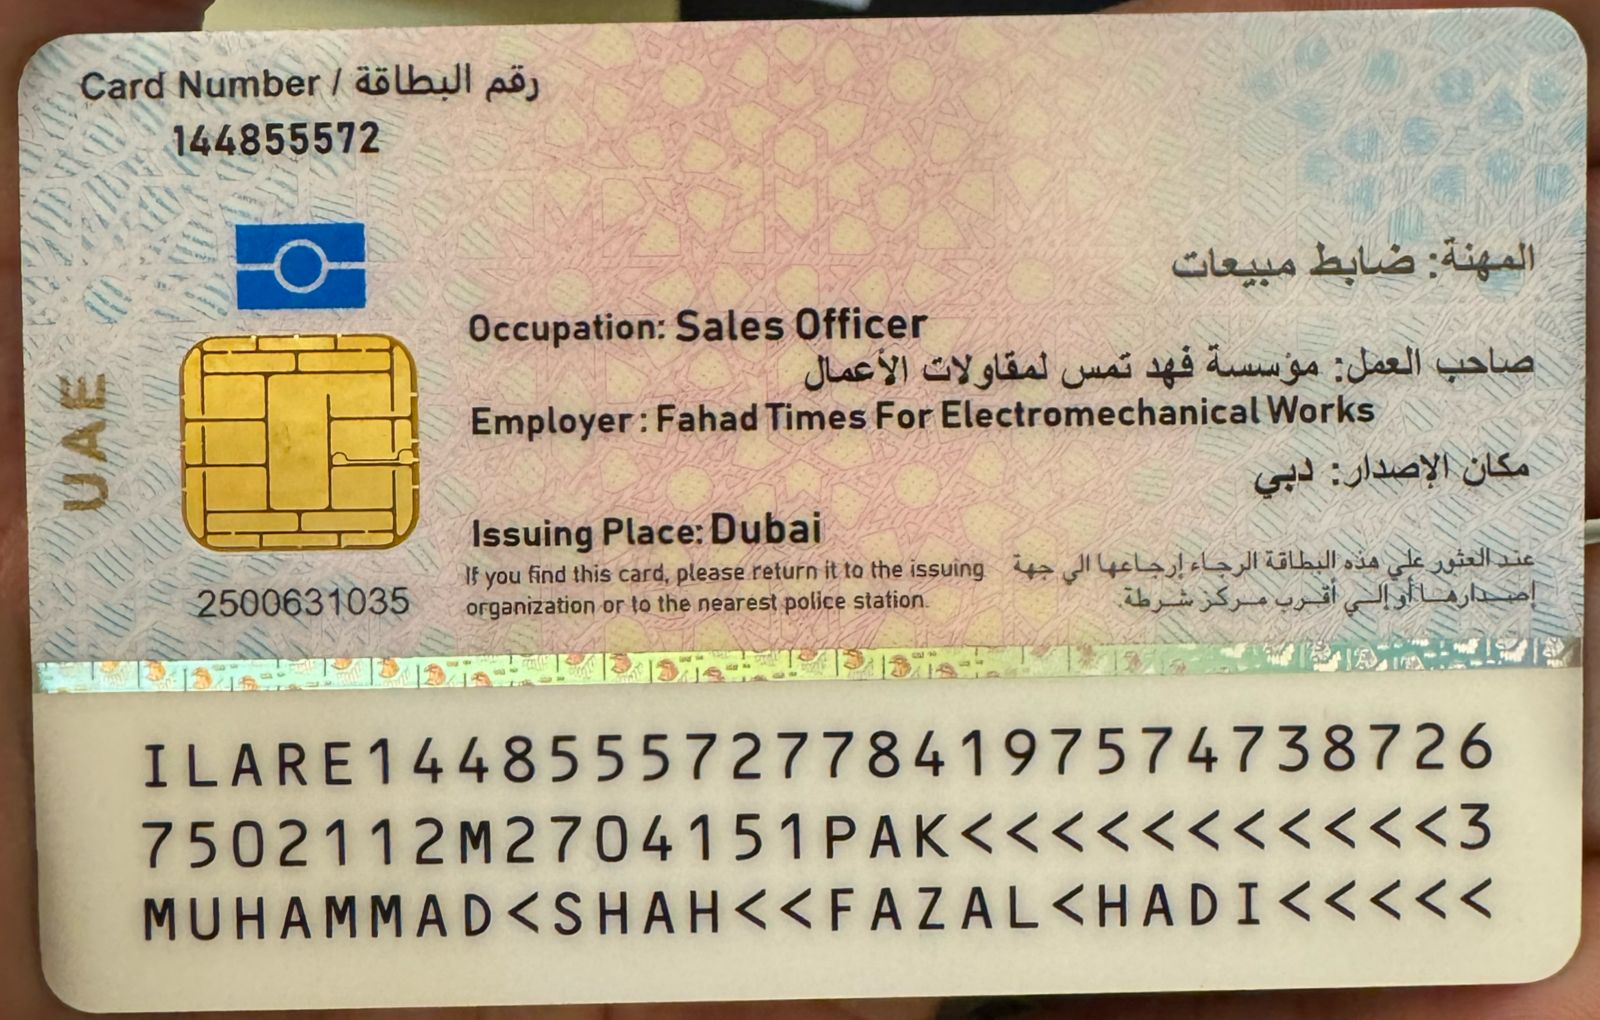 Card Number / رقم البطاقة
144855572
المهنة: ضابط مبيعات
Occupation: Sales Officer
صاحب العمل: مؤسسة فهد تمس لمقاولات الأعمال
Employer : Fahad Times For Electromechanical Works
مكان الإصدار: دبي
Issuing Place: Dubai
UAE
If you find this card, please return it to the issuing
organization or to the nearest police station.
عند العثور علي هذه البطاقة الرجاء إرجاعها الي جهة
إصدارها أو إلي أقرب مركز شرطة.
2500631035
ILARE1448555727784197574738726
7502112M2704151PAK<<<<<<<<<<<3
MUHAMMAD<SHAH<<FAZAL<HADI<<<<<